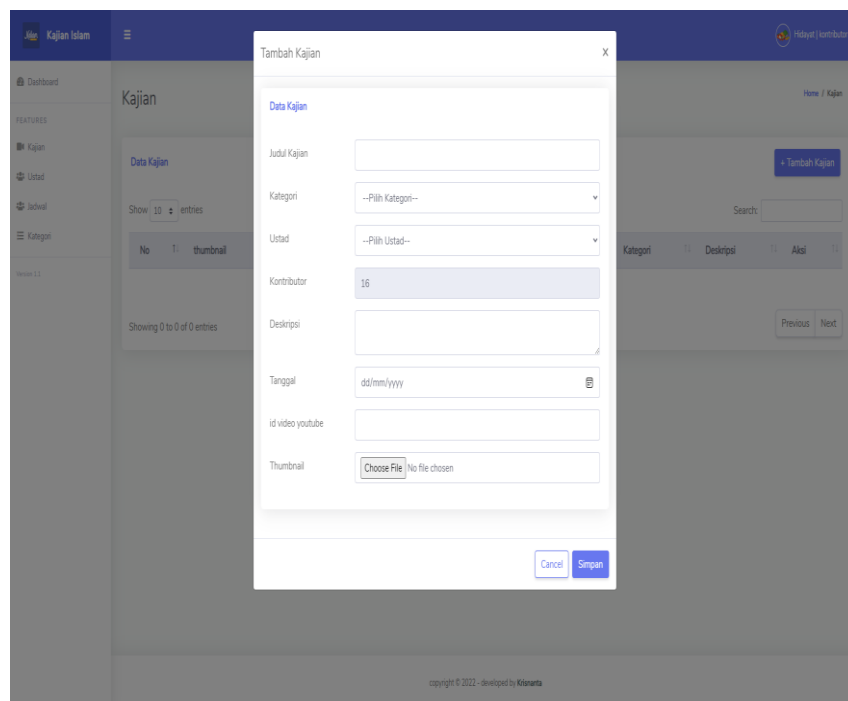 Kajian Islam
Hidayat | kontributor
Tambah Kajian
X
Dashboard
Kajian
Home / Kajian
FEATURES
Kajian
Ustad
Jadwal
Kategori
Version 1.1
Data Kajian
+ Tambah Kajian
Show 10 entries
Search:
No
thumbnail
Kategori
Deskripsi
Aksi
Showing 0 to 0 of 0 entries
Previous
Next
Data Kajian
Judul Kajian
Kategori
--Pilih Kategori--
Ustad
--Pilih Ustad--
Kontributor
16
Deskripsi
Tanggal
dd/mm/yyyy
id video youtube
Thumbnail
Choose File No file chosen
Cancel
Simpan
copyright © 2022 - developed by Krisnanta